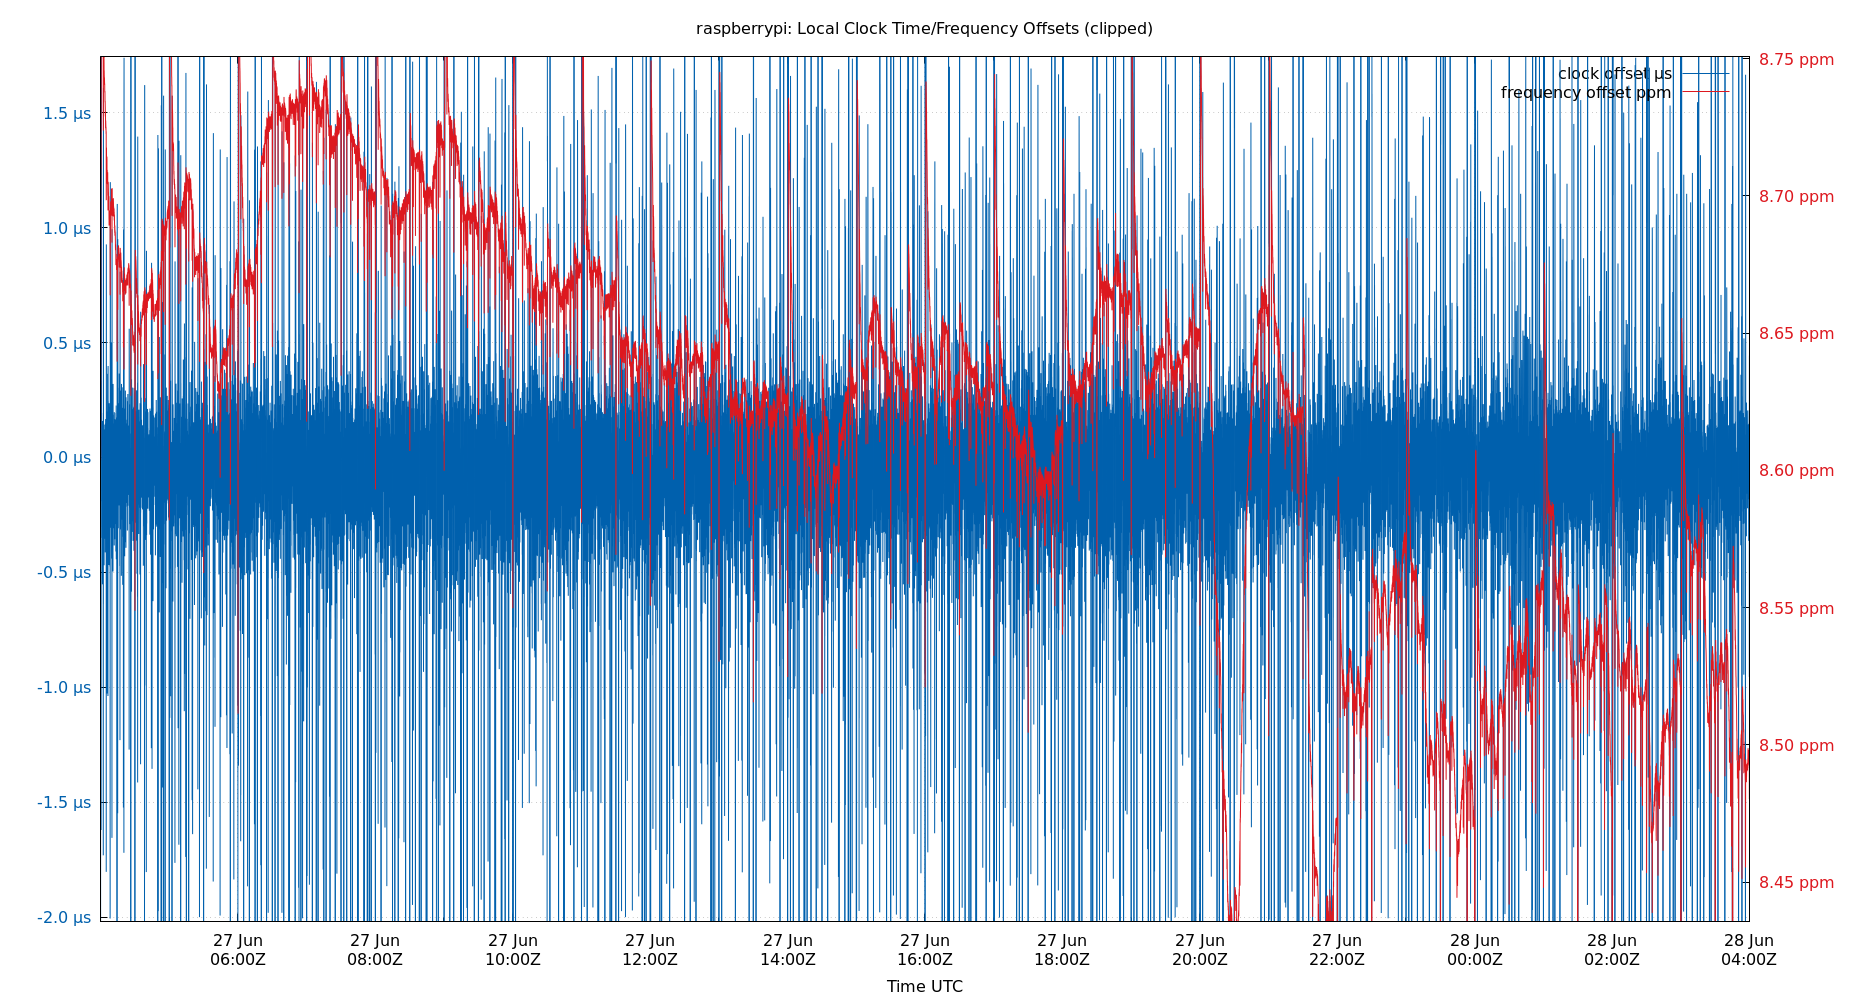 raspberrypi: Local Clock Time/Frequency Offsets (clipped)
clock offset µs
frequency offset ppm
1.5 µs
1.0 µs
0.5 µs
0.0 µs
-0.5 µs
-1.0 µs
-1.5 µs
-2.0 µs
8.75 ppm
8.70 ppm
8.65 ppm
8.60 ppm
8.55 ppm
8.50 ppm
8.45 ppm
27 Jun 27 Jun 27 Jun 27 Jun 27 Jun 27 Jun 27 Jun 27 Jun 27 Jun 28 Jun 28 Jun 28 Jun
06:00Z 08:00Z 10:00Z 12:00Z 14:00Z 16:00Z 18:00Z 20:00Z 22:00Z 00:00Z 02:00Z 04:00Z
Time UTC